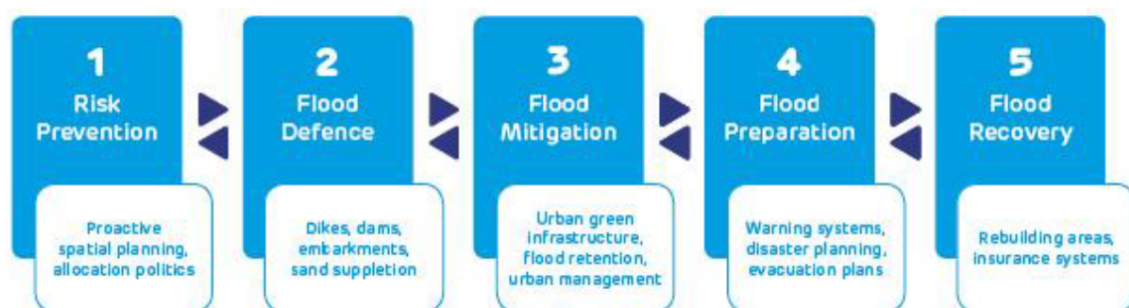 1
Risk
Prevention
Proactive
spatial planning,
allocation politics
2
Flood
Defence
Dikes, dams,
embarkments,
sand suppletion
3
Flood
Mitigation
Urban green
infrastructure,
flood retention,
urban management
4
Flood
Preparation
Warning systems,
disaster planning,
evacuation plans
5
Flood
Recovery
Rebuilding areas,
insurance systems